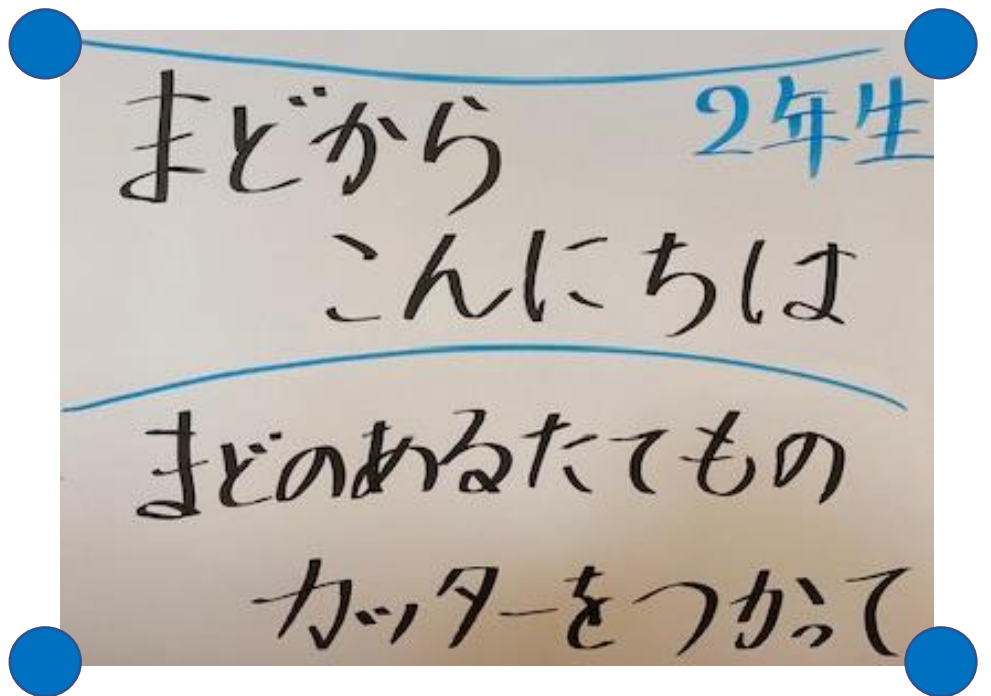 まどから
2年生
こんにちは
まどのあるたてもの
カッターをつかって